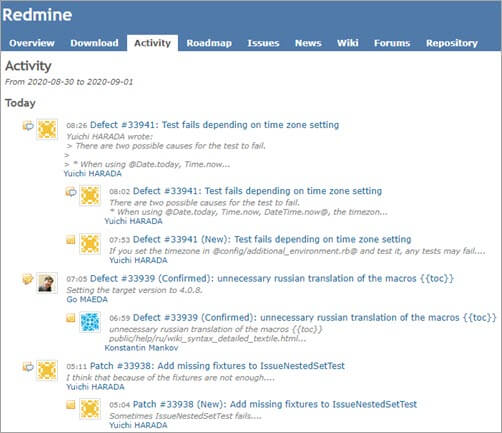 Redmine
Overview Download Activity Roadmap Issues News Wiki Forums Repository
Activity
From 2020-08-30 to 2020-09-01
Today
08:26 Defect #33941: Test fails depending on time zone setting
Yuichi HARADA wrote:
> There are two possible causes for the test to fail.
>
> * When using @Date.today, Time.now...
Yuichi HARADA
08:02 Defect #33941: Test fails depending on time zone setting
There are two possible causes for the test to fail.
* When using @Date.today, Time.now, DateTime.now@, the timezon...
Yuichi HARADA
07:53 Defect #33941 (New): Test fails depending on time zone setting
If you set the timezone in @config/additional_environment.rb@ and test it, any tests may fail....
Yuichi HARADA
07:05 Defect #33939 (Confirmed): unnecessary russian translation of the macros {{toc}}
Setting the target version to 4.0.8.
Go MAEDA
06:59 Defect #33939 (Confirmed): unnecessary russian translation of the macros {{toc}}
unnecessary russian translation of the macros {{toc}}
public/help/ru/wiki_syntax_detailed_textile.html...
Konstantin Mankov
05:11 Patch #33938: Add missing fixtures to IssueNestedSetTest
I think that because of the fixtures are not enough....
Yuichi HARADA
05:04 Patch #33938 (New): Add missing fixtures to IssueNestedSetTest
Sometimes IssueNestedSetTest fails....
Yuichi HARADA